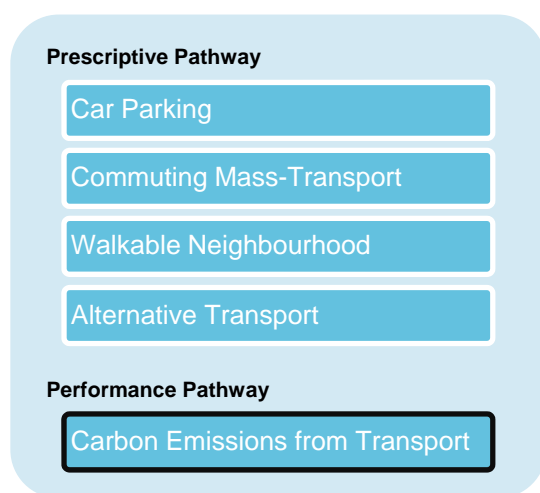 Prescriptive Pathway
Car Parking
Commuting Mass-Transport
Walkable Neighbourhood
Alternative Transport
Performance Pathway
Carbon Emissions from Transport